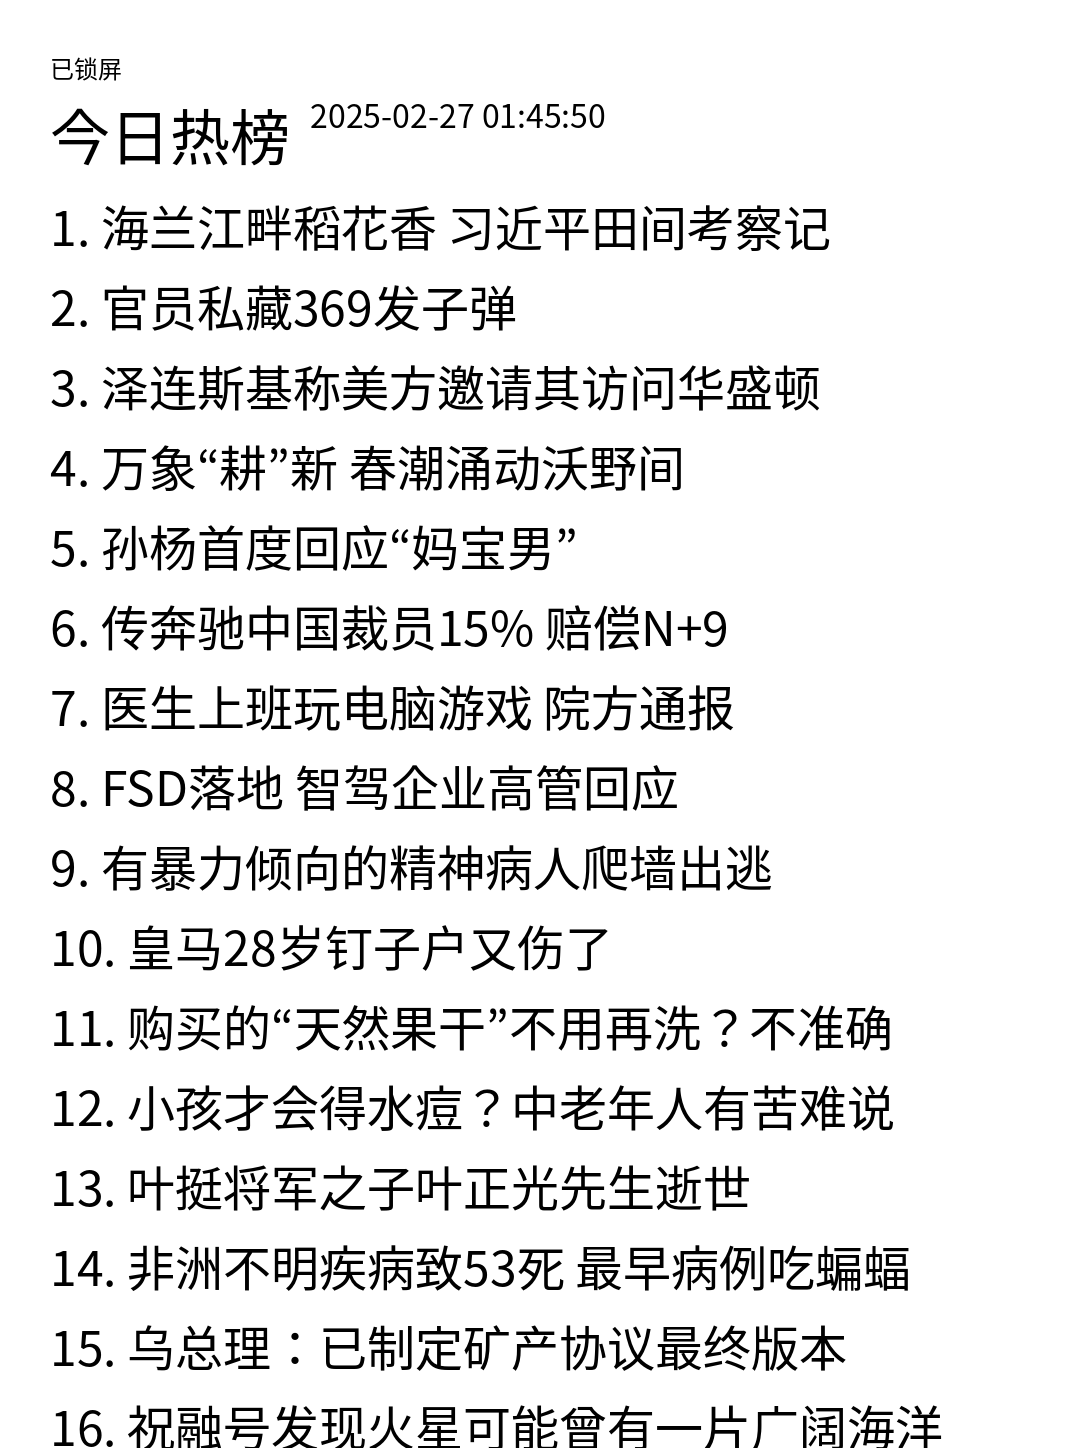 已锁屏
今日热榜 2025-02-27 01:45:50
1. 海兰江畔稻花香 习近平田间考察记
2. 官员私藏369发子弹
3. 泽连斯基称美方邀请其访问华盛顿
4. 万象“耕”新 春潮涌动沃野间
5. 孙杨首度回应“妈宝男”
6. 传奔驰中国裁员15% 赔偿N+9
7. 医生上班玩电脑游戏 院方通报
8. FSD落地 智驾企业高管回应
9. 有暴力倾向的精神病人爬墙出逃
10. 皇马28岁钉子户又伤了
11. 购买的“天然果干”不用再洗？不准确
12. 小孩才会得水痘？中老年人有苦难说
13. 叶挺将军之子叶正光先生逝世
14. 非洲不明疾病致53死 最早病例吃蝙蝠
15. 乌总理：已制定矿产协议最终版本
16. 祝融号发现火星可能曾有一片广阔海洋